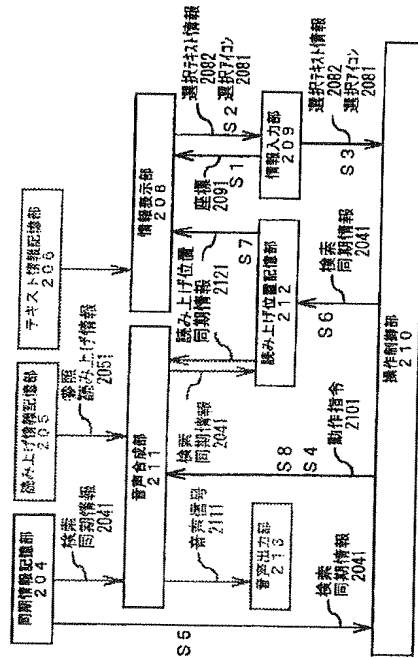 同期情報記憶部
204
読み上げ情報記憶部
205
テキスト情報記憶部
206
検索
同期情報
2041
参照
読み上げ情報
2051
音声合成部
211
情報表示部
208
音声信号
2111
検索
同期情報
2041
読み上げ位置
同期情報
2121
S7
座標
2091
S1
S2
選択テキスト情報
2082
選択アイコン
2081
音声出力部
213
読み上げ位置記憶部
212
情報入力部
209
S5
検索
同期情報
2041
S8
S4
動作指令
2101
S6
検索
同期情報
2041
S3
選択テキスト情報
2082
選択アイコン
2081
操作制御部
210